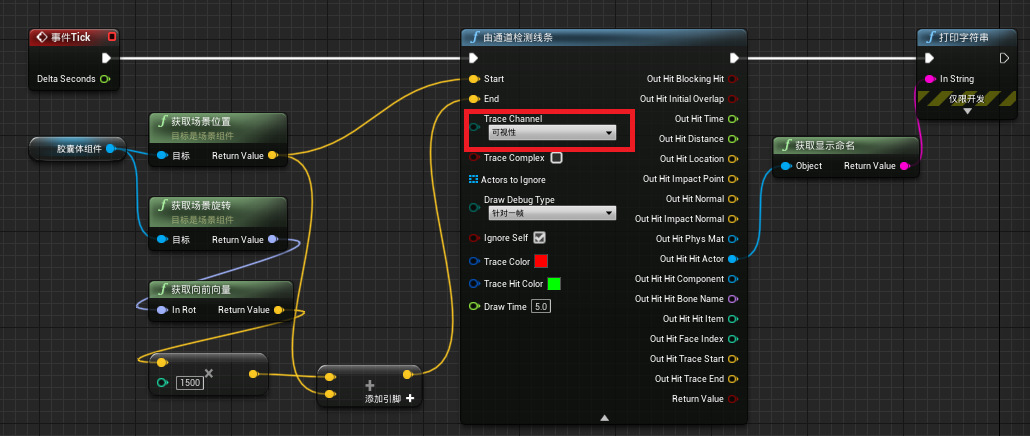 事件Tick
Delta Seconds
胶囊体组件
获取场景位置
目标是场景组件
目标
Return Value
获取场景旋转
目标是场景组件
目标
Return Value
获取向前向量
In Rot
Return Value
1500
×
+
添加引脚 +
由通道检测线条
Start
End
Trace Channel
可视性
Trace Complex
Actors to Ignore
Draw Debug Type
针对一帧
Ignore Self
Trace Color
Trace Hit Color
Draw Time
5.0
Out Hit Blocking Hit
Out Hit Initial Overlap
Out Hit Time
Out Hit Distance
Out Hit Location
Out Hit Impact Point
Out Hit Normal
Out Hit Impact Normal
Out Hit Phys Mat
Out Hit Hit Actor
Out Hit Hit Component
Out Hit Hit Bone Name
Out Hit Hit Item
Out Hit Face Index
Out Hit Trace Start
Out Hit Trace End
Return Value
获取显示命名
Object
Return Value
打印字符串
In String
仅限开发